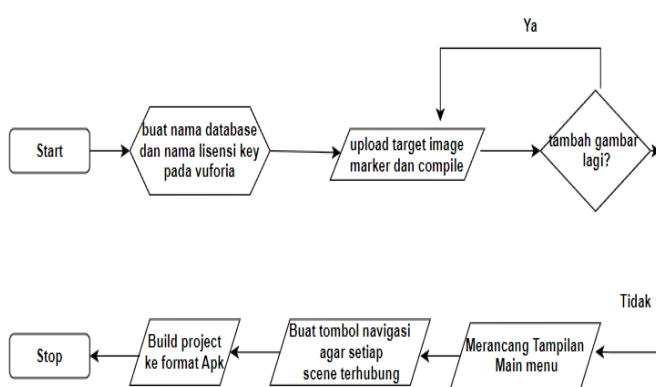 Ya
Start
buat nama database
dan nama lisensi key
pada vuforia
upload target image
marker dan compile
tambah gambar
lagi?
Tidak
Merancang Tampilan
Main menu
Buat tombol navigasi
agar setiap
scene terhubung
Build project
ke format Apk
Stop